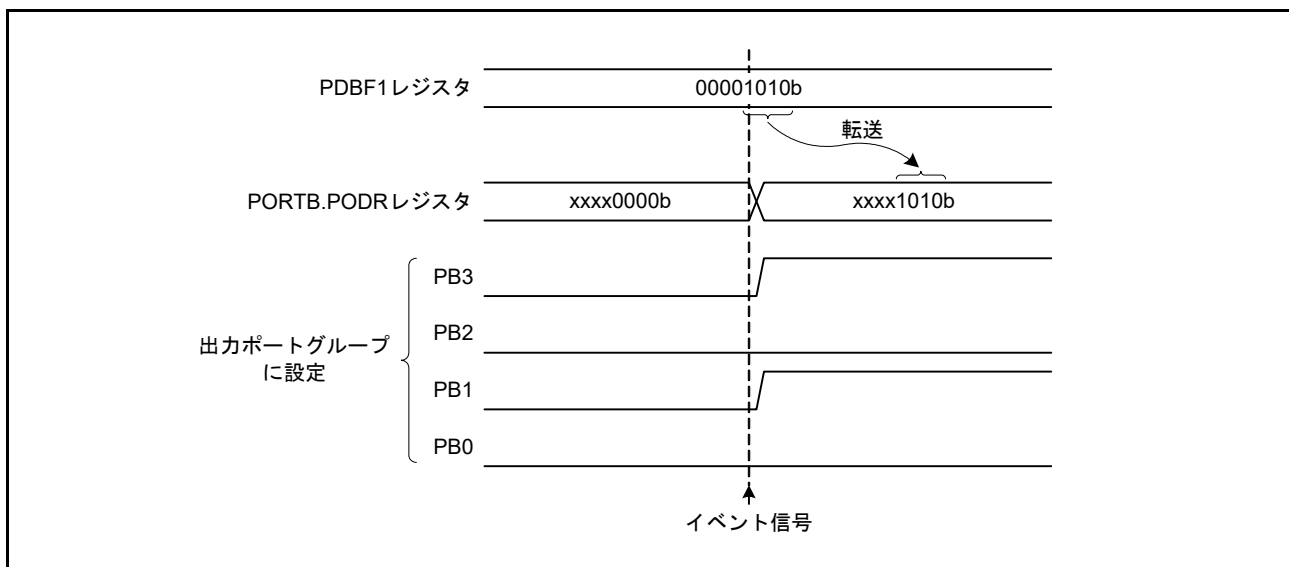 PDBF1レジスタ
00001010b
転送
PORTB.PODRレジスタ
xxxx0000b
xxxx1010b
PB3
PB2
出力ポートグループ
に設定
PB1
PB0
イベント信号